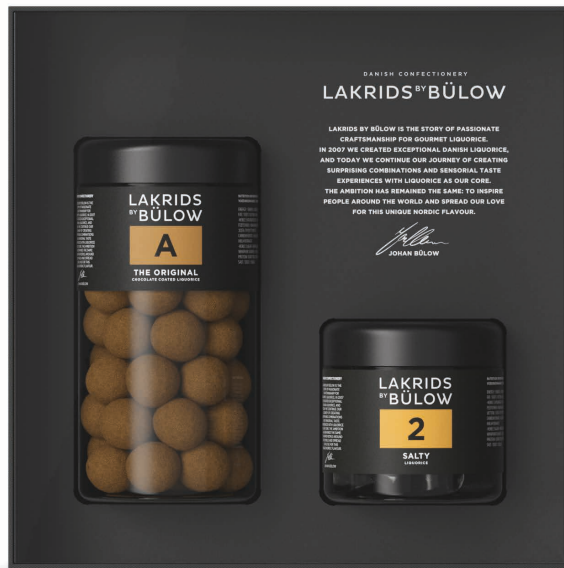 DANISH CONFECTIONERY
LAKRIDS BY BÜLOW
LAKRIDS BY BÜLOW IS THE STORY OF PASSIONATE
CRAFTSMANSHIP FOR GOURMET LIQUORICE.
IN 2007 WE CREATED EXCEPTIONAL DANISH LIQUORICE,
AND TODAY WE CONTINUE OUR JOURNEY OF CREATING
SURPRISING COMBINATIONS AND SENSORIAL TASTE
EXPERIENCES WITH LIQUORICE AS OUR CORE.
THE AMBITION HAS REMAINED THE SAME: TO INSPIRE
PEOPLE AROUND THE WORLD AND SPREAD OUR LOVE
FOR THIS UNIQUE NORDIC FLAVOUR.
JOHAN BÜLOW
LAKRIDS
BY BÜLOW
A
THE ORIGINAL
CHOCOLATE COATED LIQUORICE
LAKRIDS
BY BÜLOW
2
SALTY
LIQUORICE